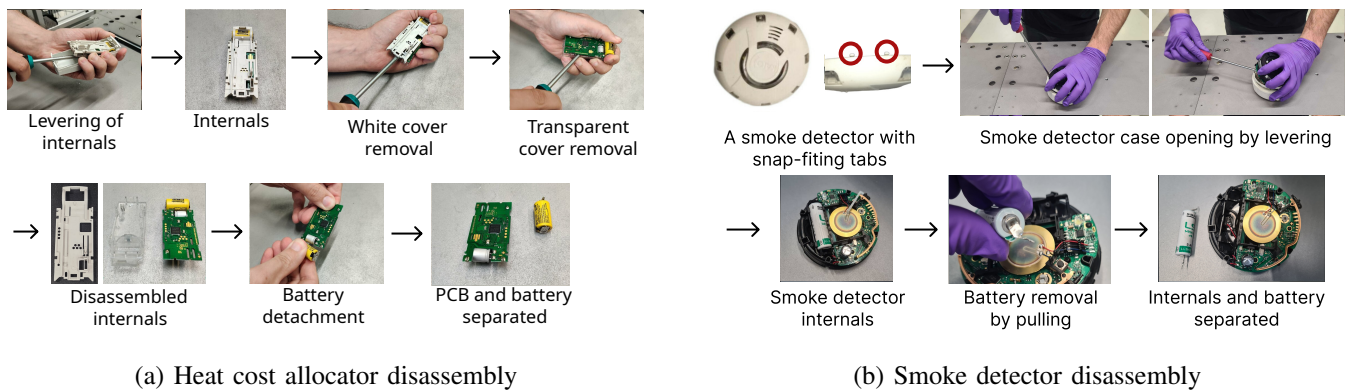 Levering of
internals
Internals
White cover
removal
Transparent
cover removal
Disassembled
internals
Battery
detachment
PCB and battery
separated
(a) Heat cost allocator disassembly
A smoke detector with
snap-fiting tabs
Smoke detector case opening by levering
Smoke detector
internals
Battery removal
by pulling
Internals and battery
separated
(b) Smoke detector disassembly